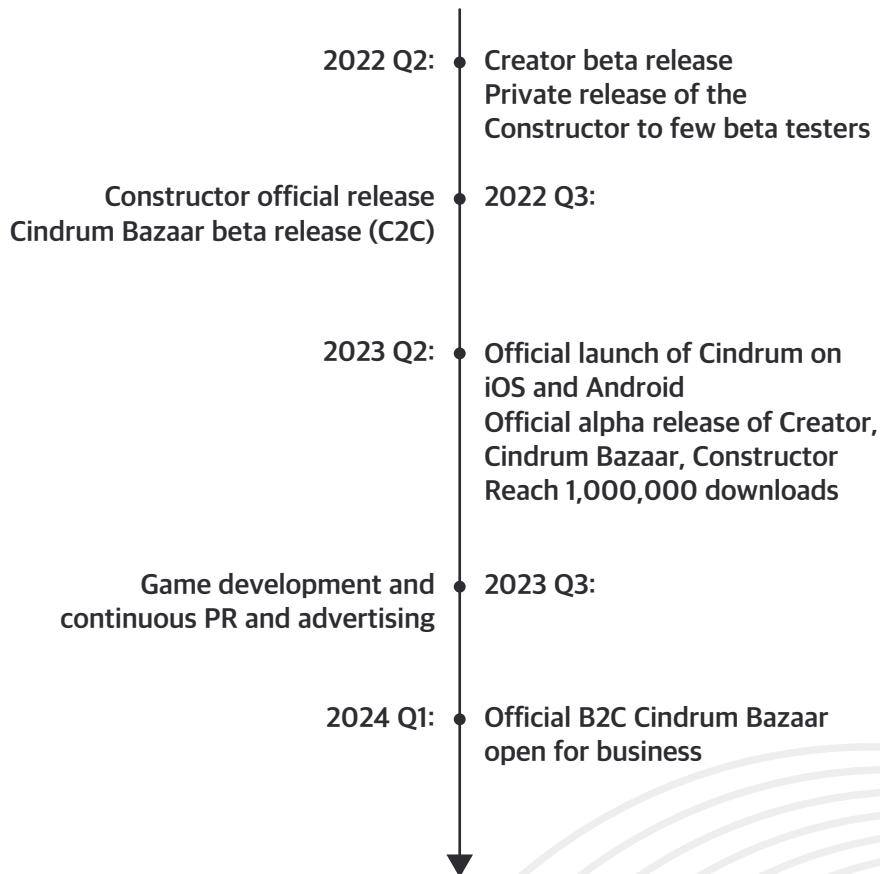 2022 Q2:
Creator beta release
Private release of the
Constructor to few beta testers
Constructor official release
Cindrum Bazaar beta release (C2C)
2022 Q3:
2023 Q2:
Official launch of Cindrum on
iOS and Android
Official alpha release of Creator,
Cindrum Bazaar, Constructor
Reach 1,000,000 downloads
Game development and
continuous PR and advertising
2023 Q3:
2024 Q1:
Official B2C Cindrum Bazaar
open for business